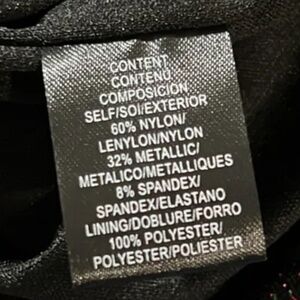 CONTENT
CONTENU
COMPOSICION
SELF/SOI/EXTERIOR
60% NYLON/
LENYLON/NYLON
32% METALLIC/
METALICO/METALLIQUES
8% SPANDEX/
SPANDEX/ELASTANO
LINING/DOBLURE/FORRO
100% POLYESTER/
POLYESTER/POLIESTER